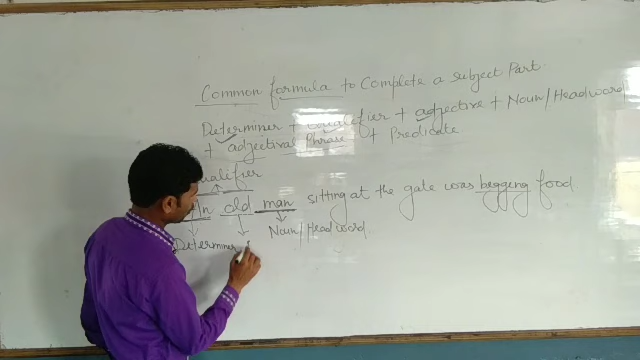 Common formula to Complete a Subject Part.
Determiner + Qualifier + adjective + Noun/Headword
+ adjectival Phrase + Predicate
ualifier
An old man sitting at the gate was begging food
Noun/Headword
Determiner